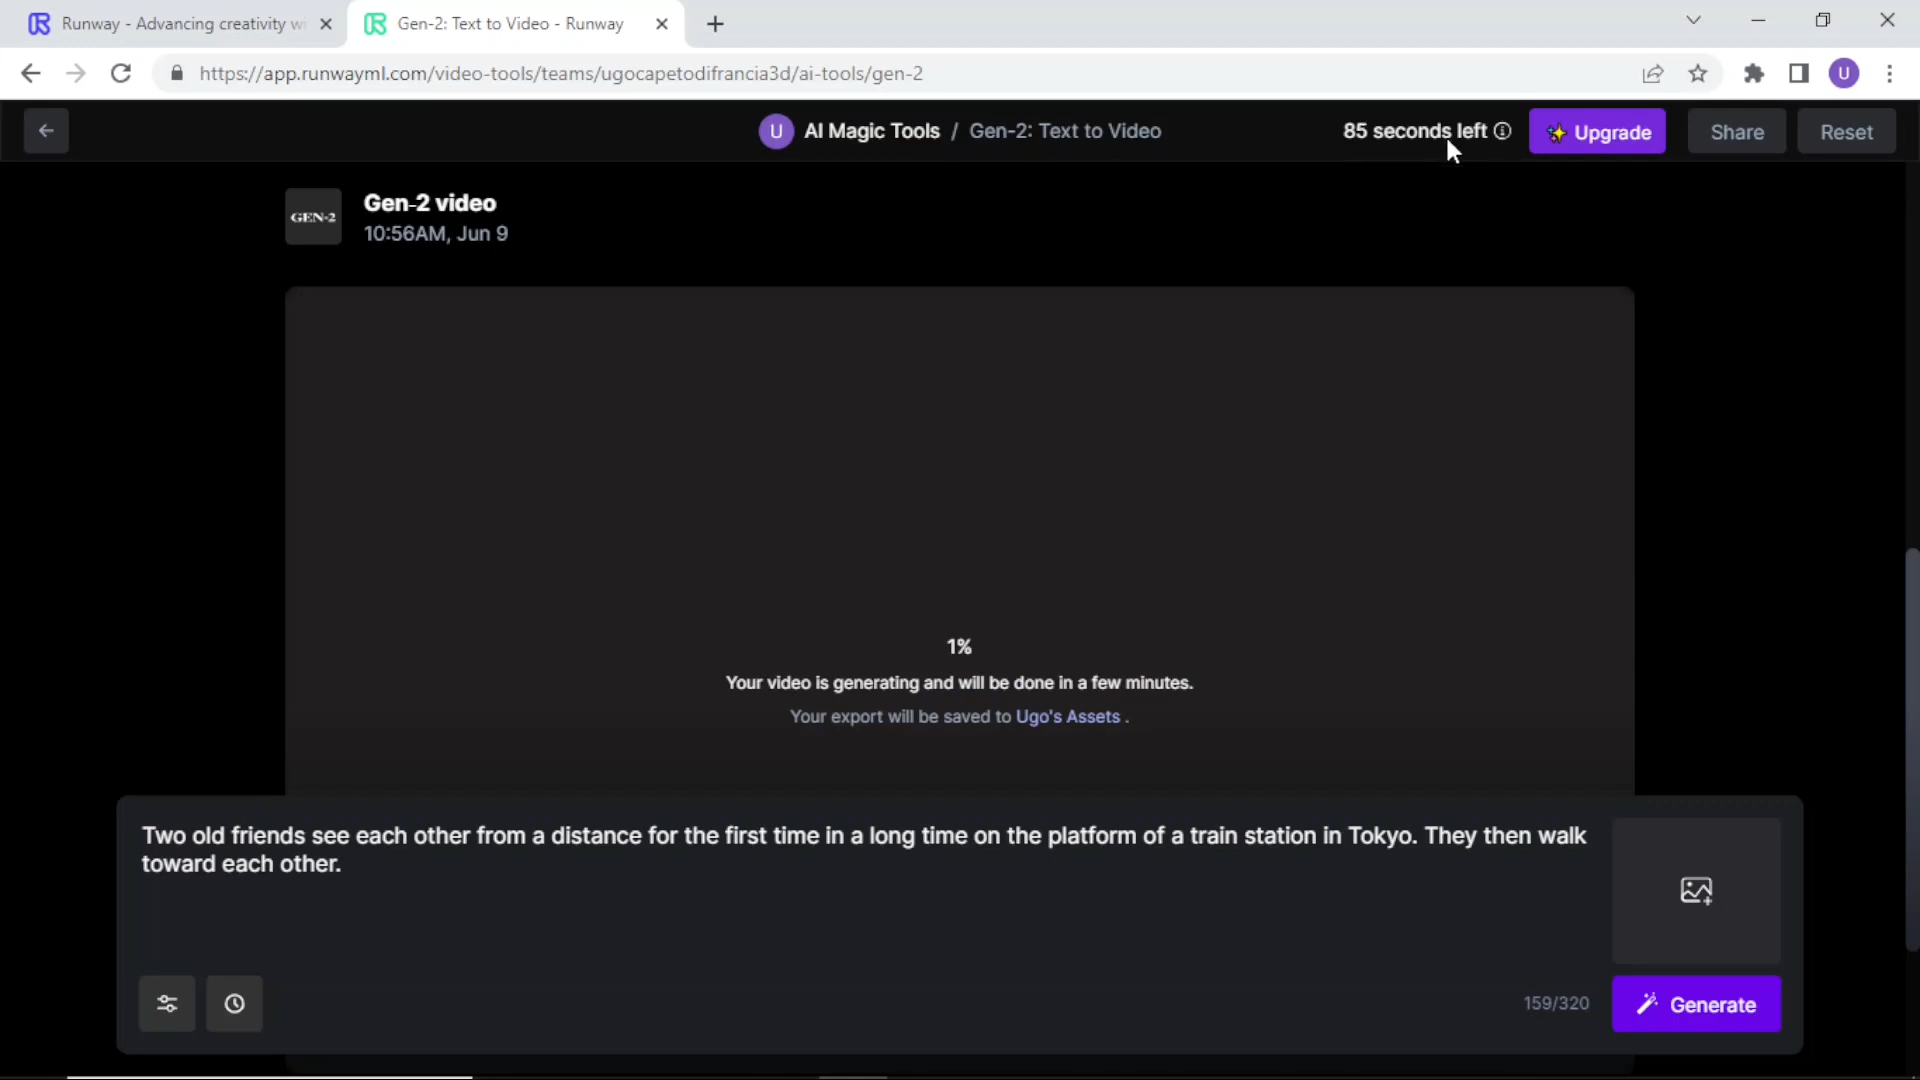 Runway - Advancing creativity w
Gen-2: Text to Video - Runway
https://app.runwayml.com/video-tools/teams/ugocapetodifrancia3d/ai-tools/gen-2
U
U AI Magic Tools / Gen-2: Text to Video
85 seconds left
Upgrade
Share
Reset
GEN-2
Gen-2 video
10:56AM, Jun 9
1%
Your video is generating and will be done in a few minutes.
Your export will be saved to Ugo's Assets .
Two old friends see each other from a distance for the first time in a long time on the platform of a train station in Tokyo. They then walk
toward each other.
159/320
Generate